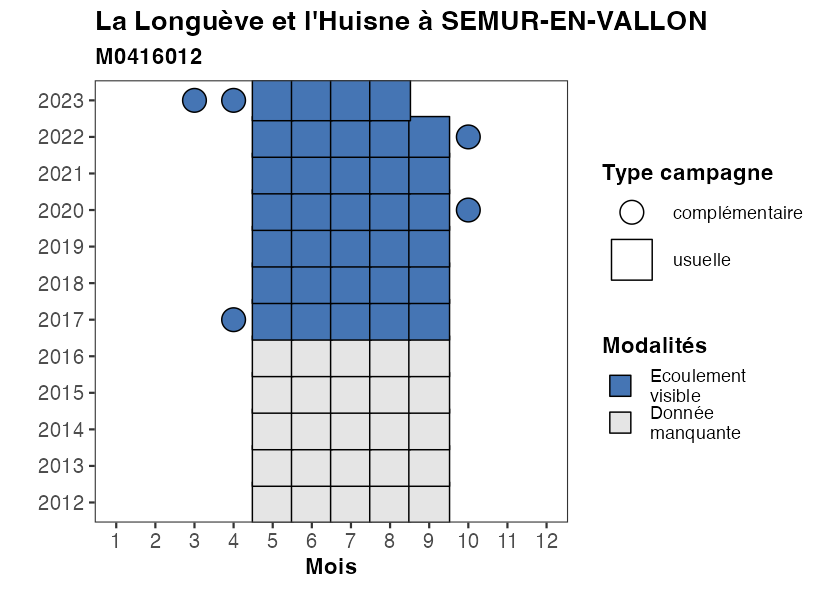 La Longuève et l'Huisne à SEMUR-EN-VALLON
M0416012
2023
2022
2021
2020
2019
2018
2017
2016
2015
2014
2013
2012
1 2 3 4 5 6 7 8 9 10 11 12
Mois
Type campagne
complémentaire
usuelle
Modalités
Ecoulement
visible
Donnée
manquante